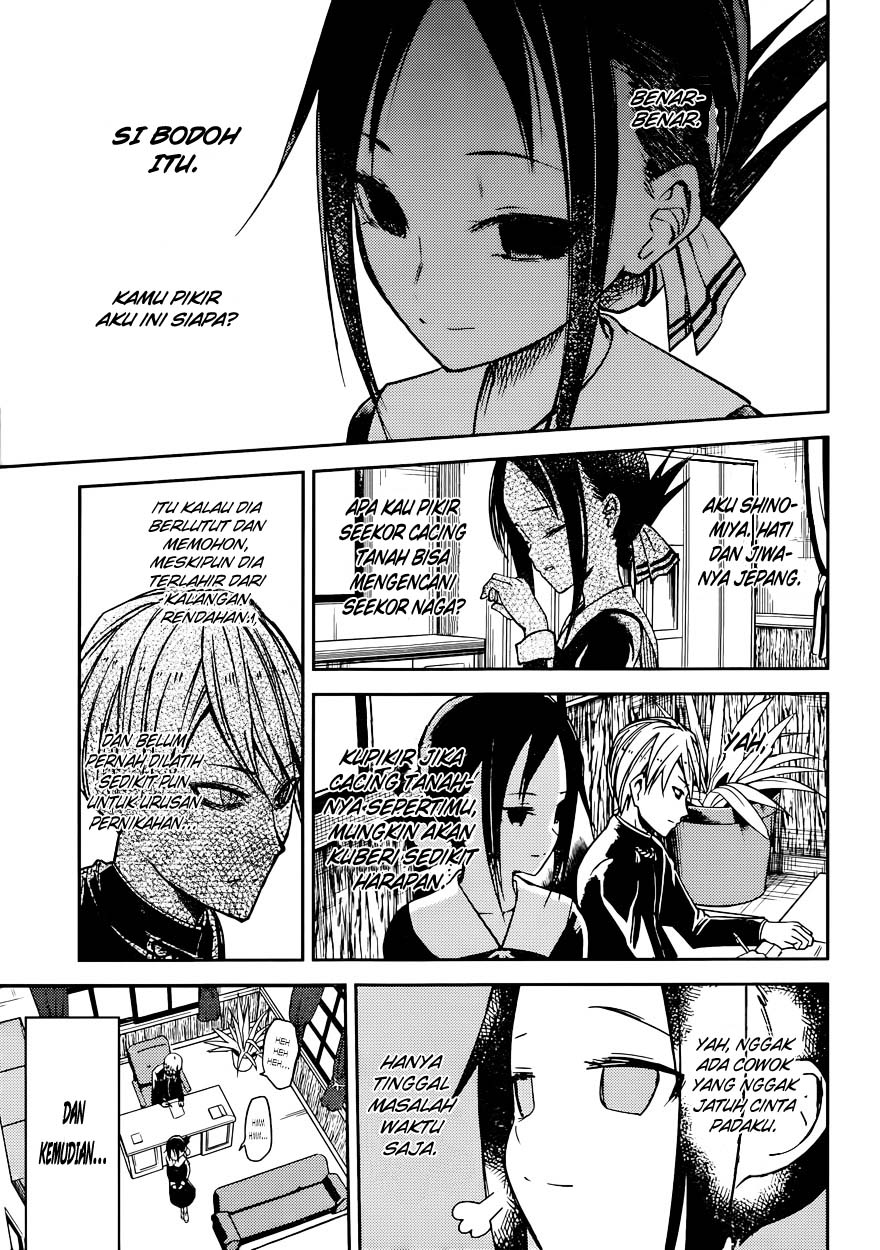 BENAR-
BENAR.
SI BODOH
ITU.
KAMU PIKIR
AKU INI SIAPA?
AKU SHINO-
MIYA. HATI
DAN JIWA-
NYA JEPANG.
APA KAU PIKIR
SEEKOR CACING
TANAH BISA
MENGENCANI
SEEKOR NAGA?
YAH,
KUPIKIR JIKA
CACING TANAH-
NYA SEPERTIMU,
MUNGKIN AKAN
KUBERI SEDIKIT
HARAPAN.
ITU KALAU DIA
BERLUTUT DAN
MEMOHON,
MESKIPUN DIA
TERLAHIR DARI
KALANGAN
RENDAHAN..,
DAN BELUM
PERNAH DILATIH
SEDIKIT PUN
UNTUK URUSAN
PERNIKAHAN...
YAH, NGGAK
ADA COWOK
YANG NGGAK
JATUH CINTA
PADAKU.
HANYA
TINGGAL
MASALAH
WAKTU
SAJA.
HEH
HEH
HEH...
HMM
HMM...
DAN
KEMUDIAN...